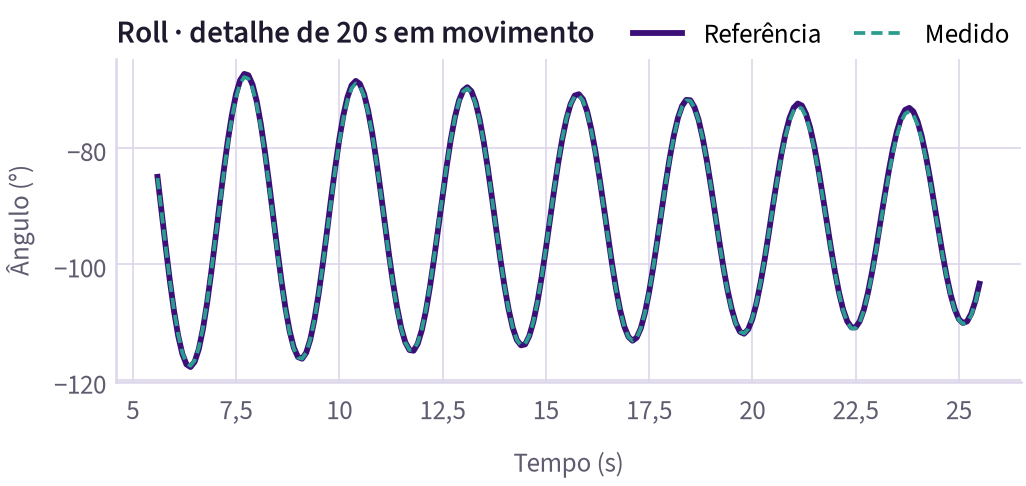 Roll · detalhe de 20 s em movimento
Referência
Medido
Ângulo (°)
−80
−100
−120
5 7,5 10 12,5 15 17,5 20 22,5 25
Tempo (s)